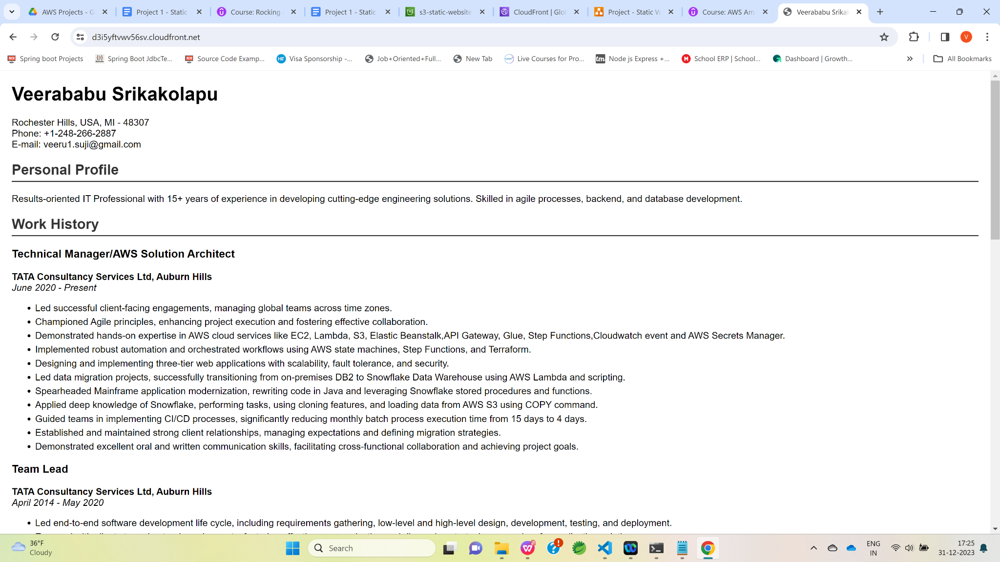 AWS Projects - G
Project 1 - Static
Course: Rocking
Project 1 - Static
s3-static-website
CloudFront | Glo
Project - Static W
Course: AWS Am
Veerababu Srikak
d3i5yftvwv56sv.cloudfront.net
V
Spring boot Projects
Spring Boot JdbcTe...
Source Code Examp...
Visa Sponsorship -...
Job+Oriented+Full...
New Tab
Live Courses for Pro...
Node js Express +...
School ERP | School...
Dashboard | Growth...
All Bookmarks
Veerababu Srikakolapu
Rochester Hills, USA, MI - 48307
Phone: +1-248-266-2887
E-mail: veeru1.suji@gmail.com
Personal Profile
Results-oriented IT Professional with 15+ years of experience in developing cutting-edge engineering solutions. Skilled in agile processes, backend, and database development.
Work History
Technical Manager/AWS Solution Architect
TATA Consultancy Services Ltd, Auburn Hills
June 2020 - Present
• Led successful client-facing engagements, managing global teams across time zones.
• Championed Agile principles, enhancing project execution and fostering effective collaboration.
• Demonstrated hands-on expertise in AWS cloud services like EC2, Lambda, S3, Elastic Beanstalk,API Gateway, Glue, Step Functions,Cloudwatch event and AWS Secrets Manager.
• Implemented robust automation and orchestrated workflows using AWS state machines, Step Functions, and Terraform.
• Designing and implementing three-tier web applications with scalability, fault tolerance, and security.
• Led data migration projects, successfully transitioning from on-premises DB2 to Snowflake Data Warehouse using AWS Lambda and scripting.
• Spearheaded Mainframe application modernization, rewriting code in Java and leveraging Snowflake stored procedures and functions.
• Applied deep knowledge of Snowflake, performing tasks, using cloning features, and loading data from AWS S3 using COPY command.
• Guided teams in implementing CI/CD processes, significantly reducing monthly batch process execution time from 15 days to 4 days.
• Established and maintained strong client relationships, managing expectations and defining migration strategies.
• Demonstrated excellent oral and written communication skills, facilitating cross-functional collaboration and achieving project goals.
Team Lead
TATA Consultancy Services Ltd, Auburn Hills
April 2014 - May 2020
• Led end-to-end software development life cycle, including requirements gathering, low-level and high-level design, development, testing, and deployment.
36°F
Cloudy
Search
ENG
IN
17:25
31-12-2023